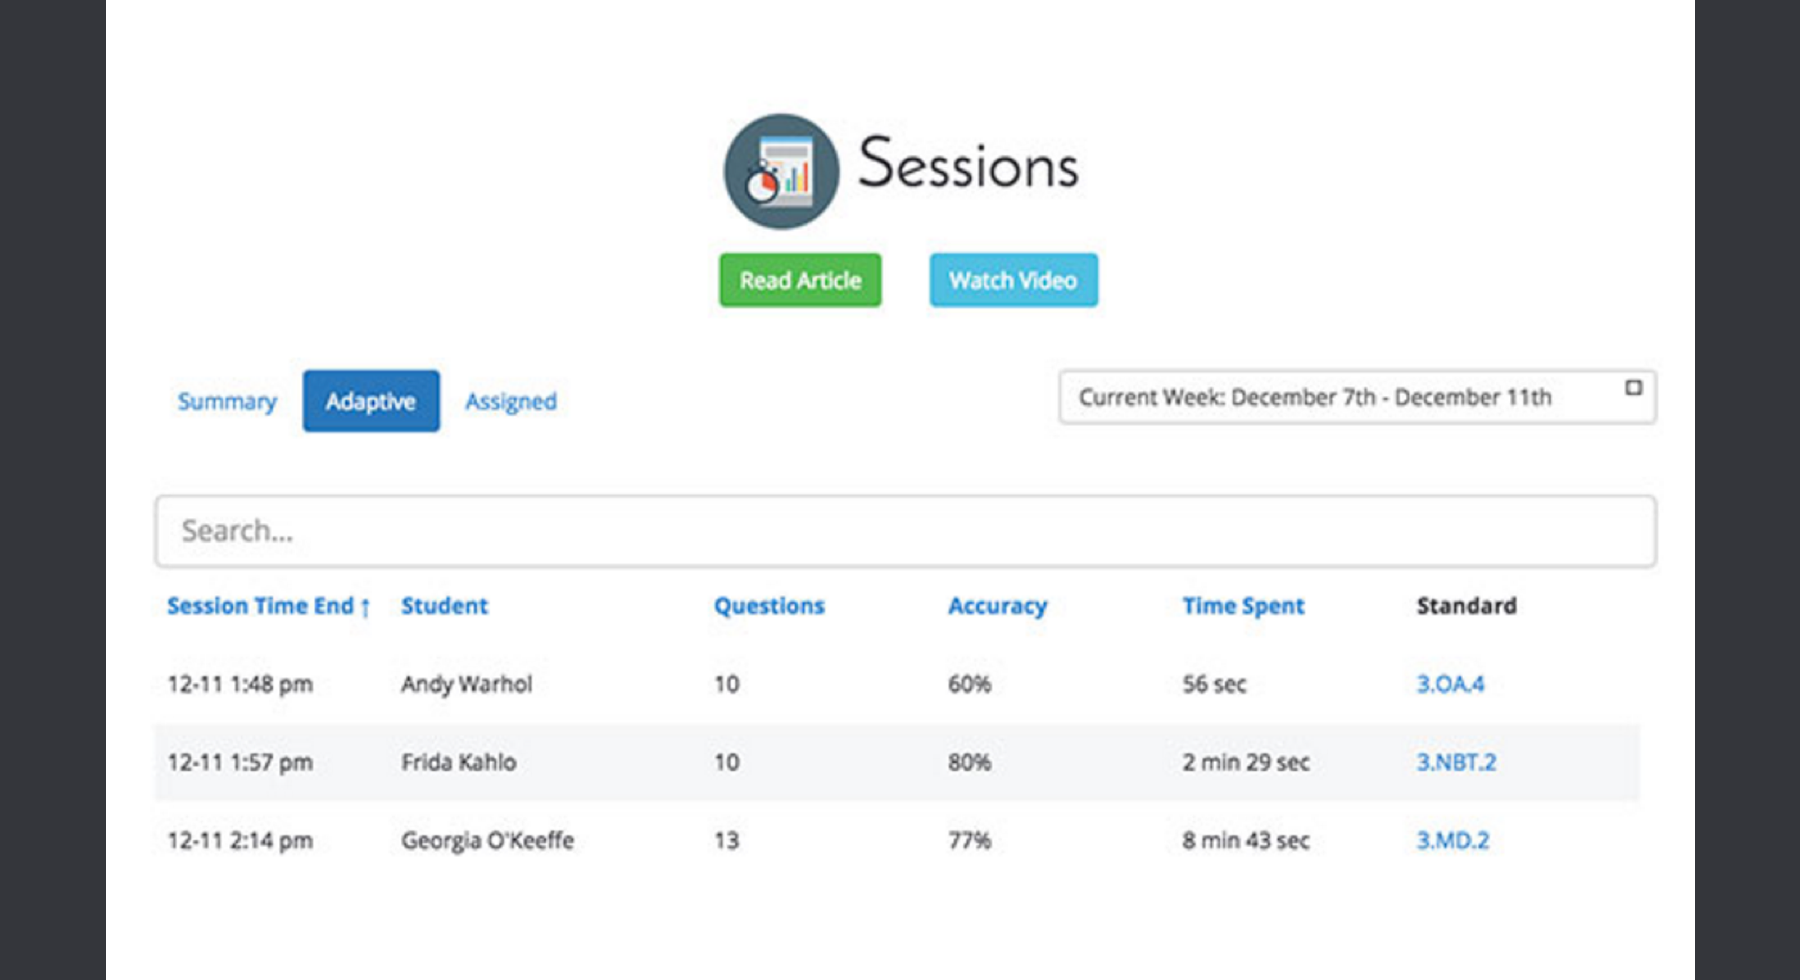 Sessions
Read Article Watch Video
Summary Adaptive Assigned Current Week: December 7th - December 11th
Search...
Session Time End ↑ Student Questions Accuracy Time Spent Standard
12-11 1:48 pm Andy Warhol 10 60% 56 sec 3.OA.4
12-11 1:57 pm Frida Kahlo 10 80% 2 min 29 sec 3.NBT.2
12-11 2:14 pm Georgia O'Keeffe 13 77% 8 min 43 sec 3.MD.2